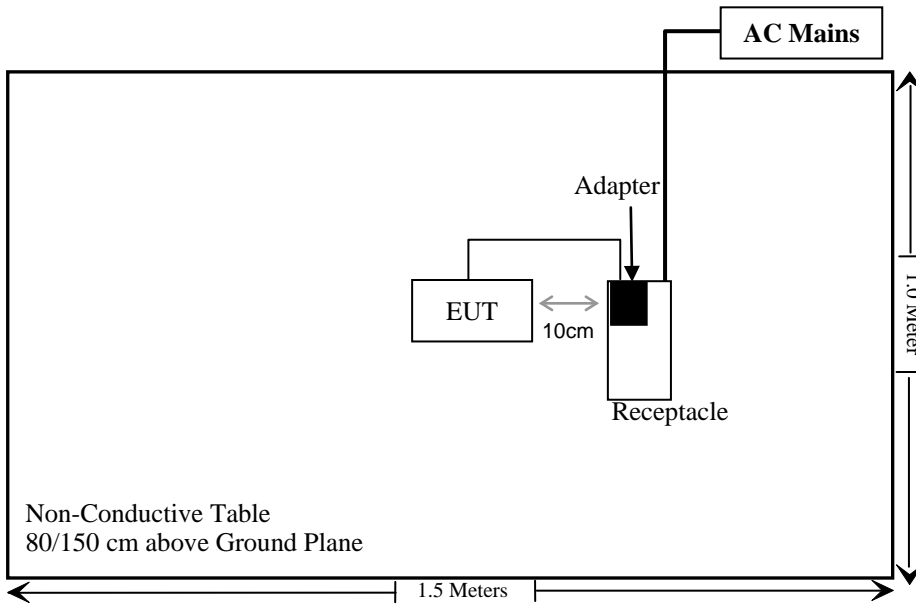 AC Mains
Adapter
EUT
10cm
1.0 Meter
Receptacle
Non-Conductive Table
80/150 cm above Ground Plane
1.5 Meters